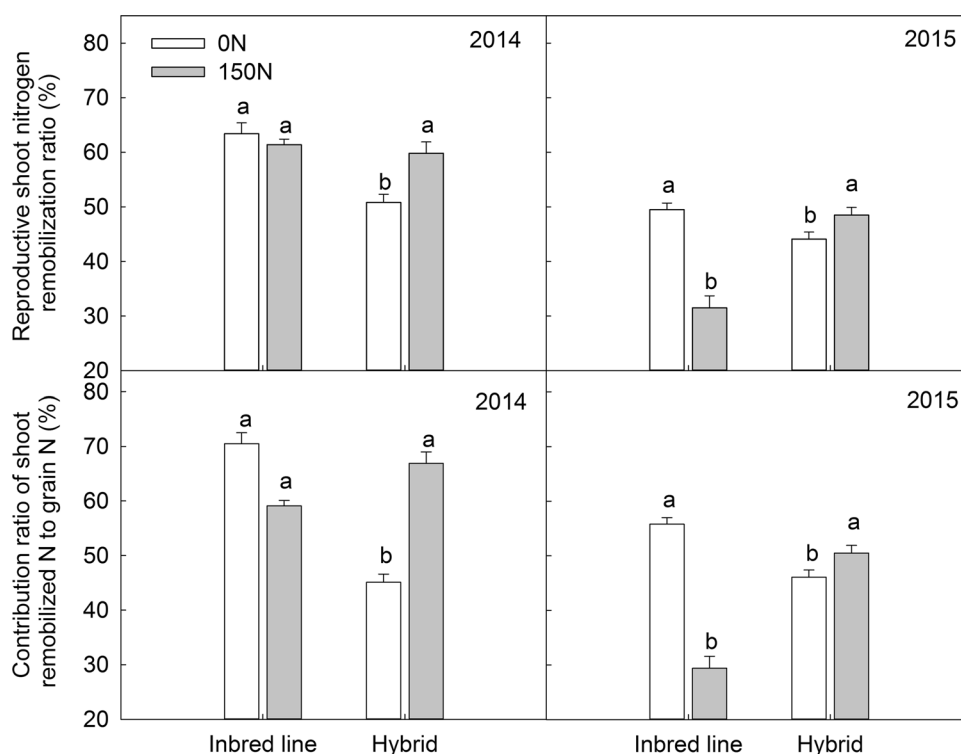 Reproductive shoot nitrogen
remobilization ratio (%)
80
70
60
50
40
30
20
0N
150N
2014
a
a
b
a
2015
a
b
b
a
Contribution ratio of shoot
remobilized N to grain N (%)
80
70
60
50
40
30
20
2014
a
a
b
a
2015
a
b
b
a
Inbred line
Hybrid
Inbred line
Hybrid